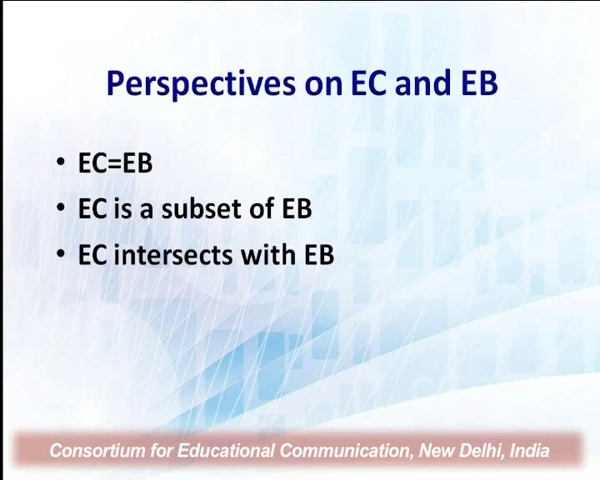 Perspectives on EC and EB
• EC=EB
• EC is a subset of EB
• EC intersects with EB
Consortium for Educational Communication, New Delhi, India